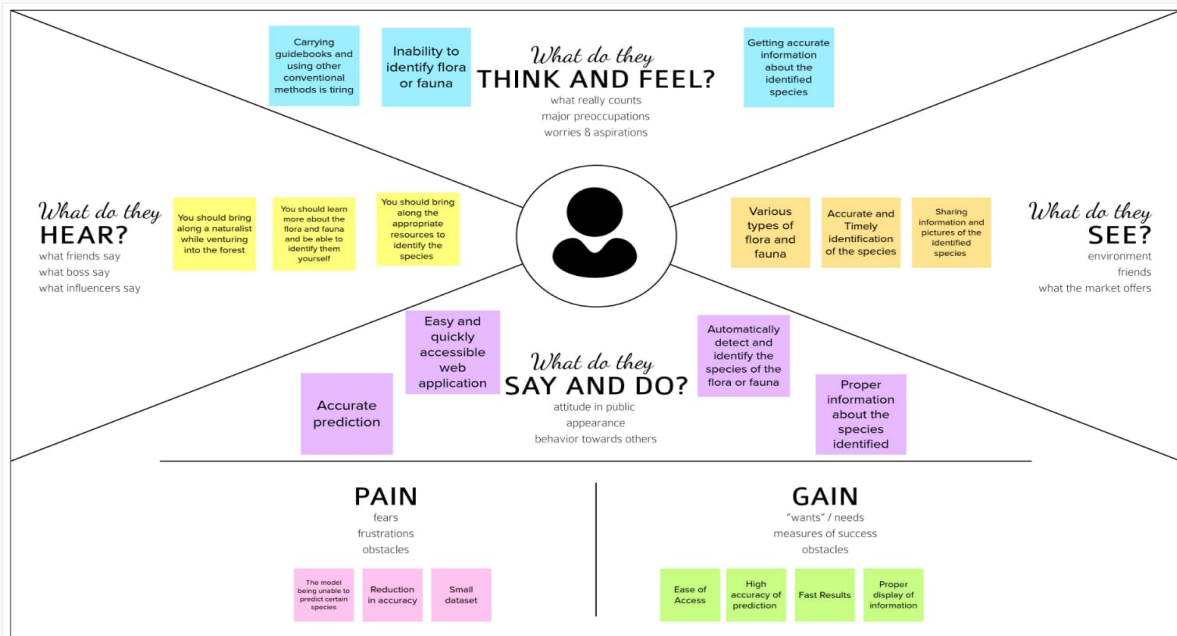 Carrying
guidebooks and
using other
conventional
methods is tiring
Inability to
identify flora
or fauna
What do they
THINK AND FEEL?
what really counts
major preoccupations
worries & aspirations
Getting accurate
information
about the
identified
species
What do they
HEAR?
what friends say
what boss say
what influencers say
You should bring
along a naturalist
while venturing
into the forest
You should learn
more about the
flora and fauna
and be able to
identify them
yourself
You should bring
along the
appropriate
resources to
identify the
species
Various
types of
flora and
fauna
Accurate and
Timely
identification
of the species
Sharing
information and
pictures of the
identified
species
What do they
SEE?
environment
friends
what the market offers
Easy and
quickly
accessible
web
application
Accurate
prediction
What do they
SAY AND DO?
attitude in public
appearance
behavior towards others
Automatically
detect and
identify the
species of the
flora or fauna
Proper
information
about the
species
identified
PAIN
fears
frustrations
obstacles
The model
being unable to
predict certain
species
Reduction
in accuracy
Small
dataset
GAIN
"wants" / needs
measures of success
obstacles
Ease of
Access
High
accuracy of
prediction
Fast Results
Proper
display of
information